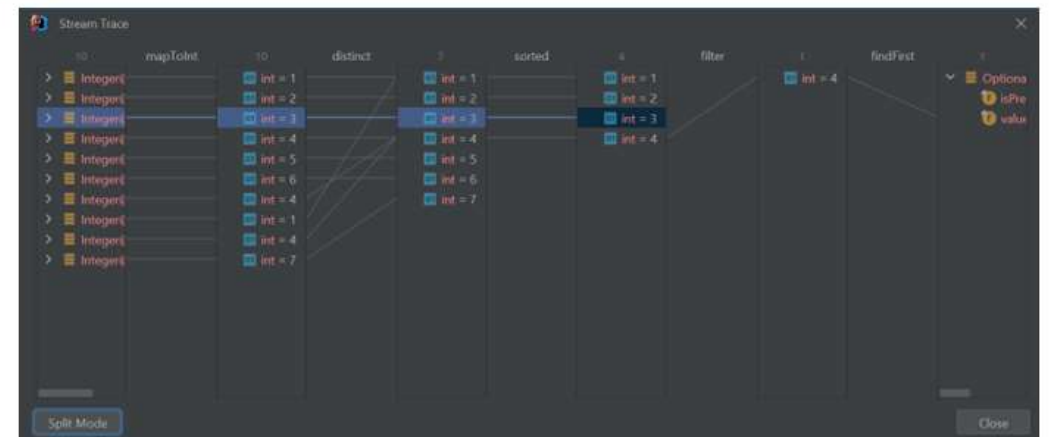 Stream Trace
10 mapToInt 10 distinct 7 sorted 4 filter 1 findFirst 1
Integer( int = 1 int = 1 int = 1 int = 4 Optiona
Integer( int = 2 int = 2 int = 2 isPre
Integer( int = 3 int = 3 int = 3 value
Integer( int = 4 int = 4 int = 4
Integer( int = 5 int = 5
Integer( int = 6 int = 6
Integer( int = 4 int = 7
Integer( int = 1
Integer( int = 4
Integer( int = 7
Split Mode Close